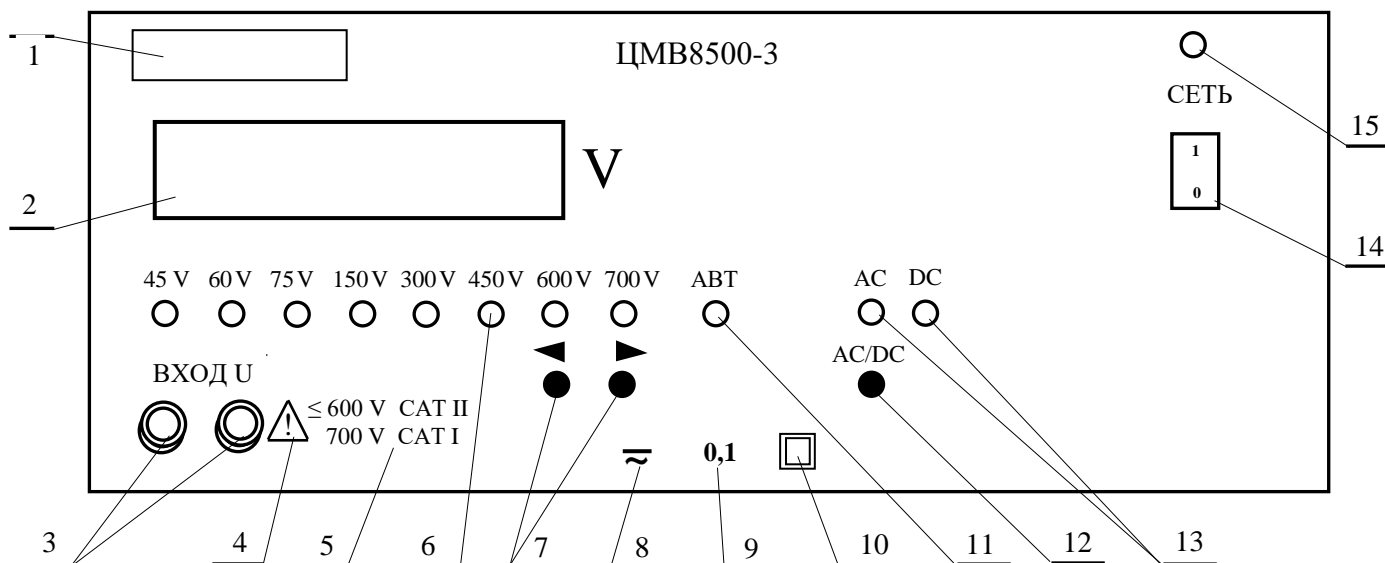 ЦМВ8500-3
1
СЕТЬ
15
1
0
V
2
14
45 V 60 V 75 V 150 V 300 V 450 V 600 V 700 V АВТ AC DC
AC/DC
ВХОД U
! ≤ 600 V CAT II
700 V CAT I
0,1
3 4 5 6 7 8 9 10 11 12 13